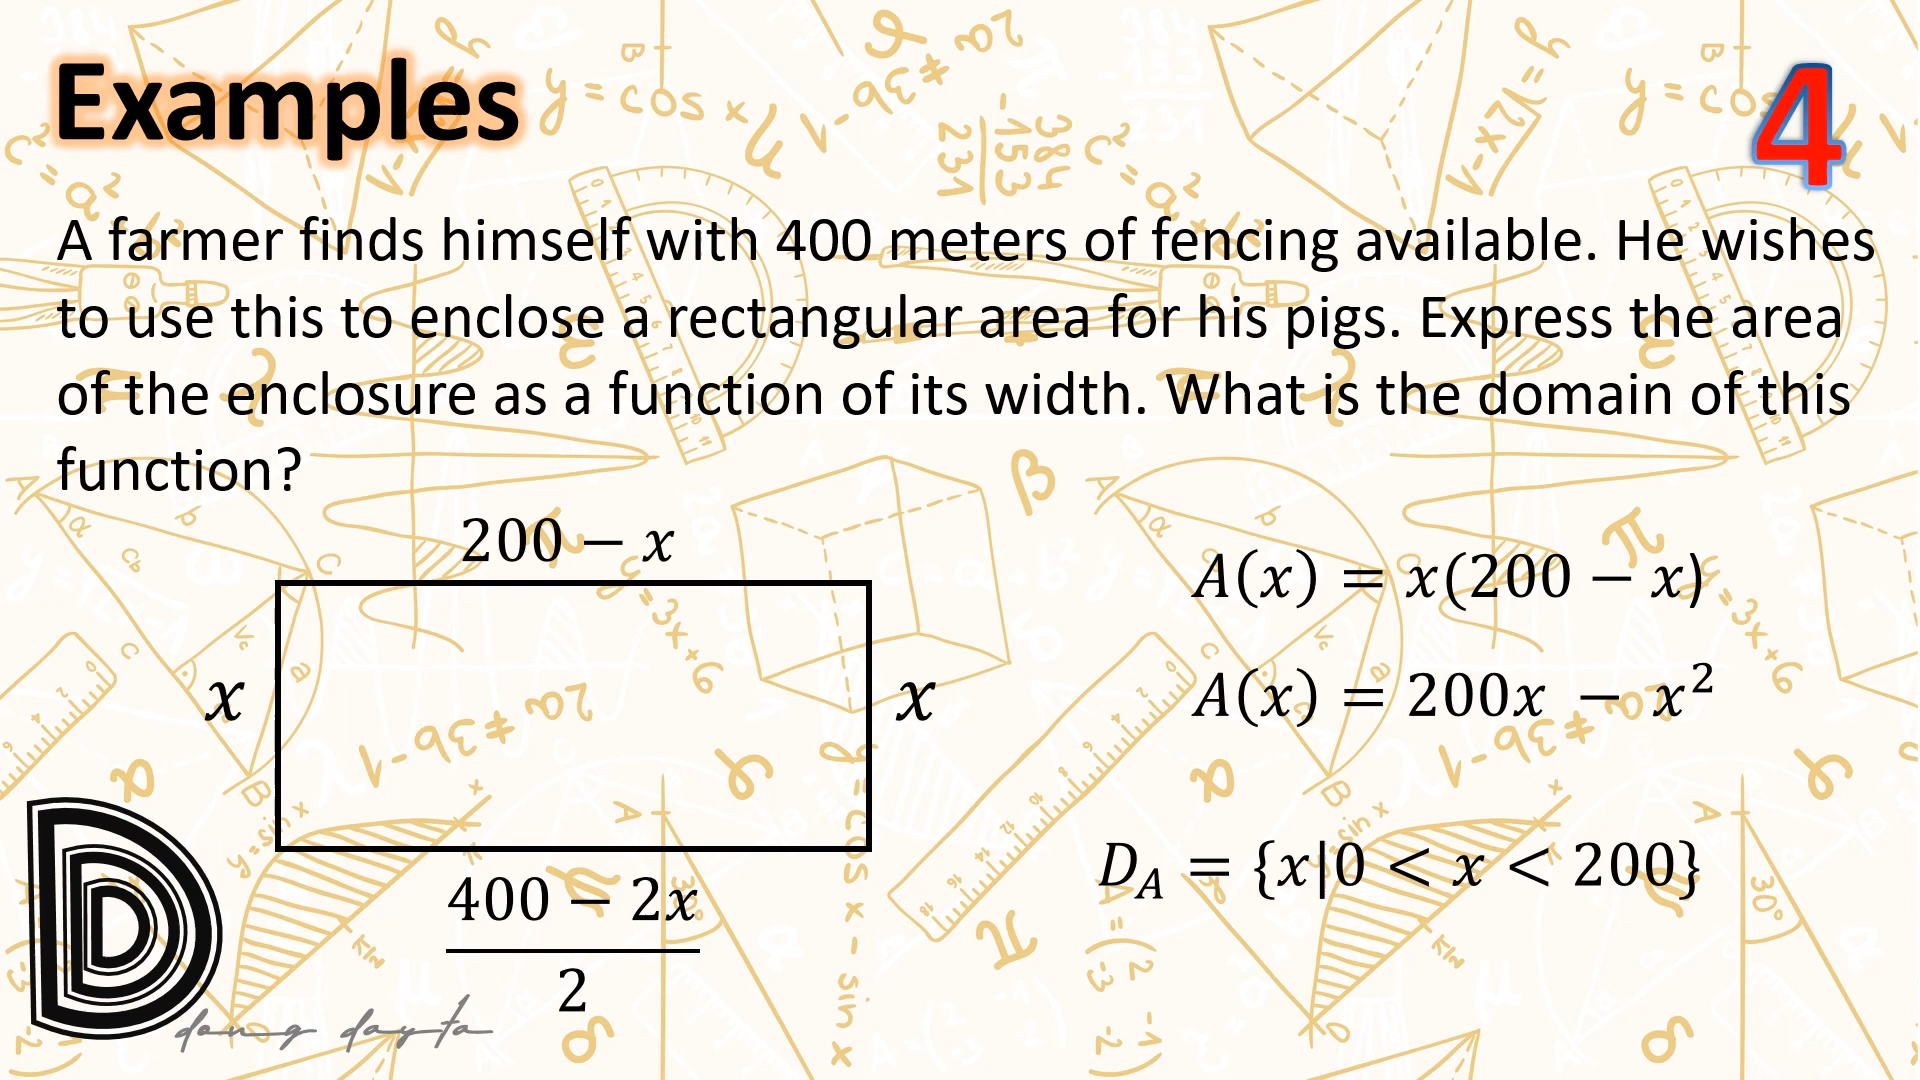 Examples
4
A farmer finds himself with 400 meters of fencing available. He wishes
to use this to enclose a rectangular area for his pigs. Express the area
of the enclosure as a function of its width. What is the domain of this
function?
200 − x
x
x
400 − 2x
2
A(x) = x(200 − x)
A(x) = 200x − x²
D_A = {x|0 < x < 200}
dong dayta